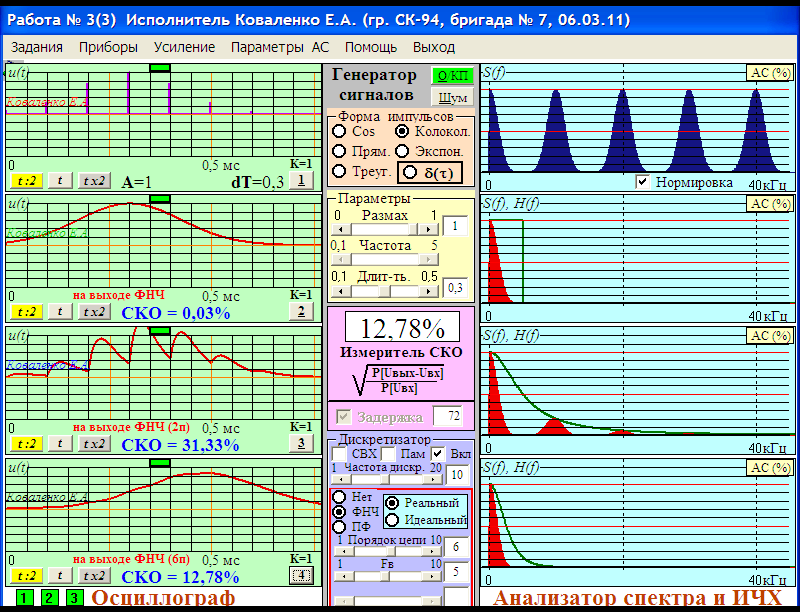 Работа № 3(3)  Исполнитель Коваленко Е.А. (гр. СК-94, бригада № 7, 06.03.11)
Задания Приборы Усиление Параметры АС Помощь Выход
u(t)
Коваленко Е.А
0 0,5 мс K=1
t:2 t t x2 A=1 dT=0,3 1
u(t)
Коваленко Е.А
0 на выходе ФНЧ 0,5 мс K=1
t:2 t t x2 СКО = 0,03% 2
u(t)
Коваленко Е.А
0 на выходе ФНЧ (2п) 0,5 мс K=1
t:2 t t x2 СКО = 31,33% 3
u(t)
Коваленко Е.А
0 на выходе ФНЧ (6п) 0,5 мс K=1
t:2 t t x2 СКО = 12,78% 4
1 2 3 Осциллограф
Генератор
сигналов
О/КП
Шум
Форма импульсов
Cos Колокол.
Прям. Экспон.
Треуг. δ(τ)
Параметры
0 Размах 1
1
0,1 Частота 5
0,1 Длит-ть. 0,5
0,3
12,78%
Измеритель СКО
P[Uвых-Uвх]
P[Uвх]
Задержка 72
Дискретизатор
СВХ Пам Вкл
1 Частота дискр. 20
10
Нет
ФНЧ
ПФ
Реальный
Идеальный
1 Порядок цепи 10
6
1 Fв 10
5
S(f) АС (%)
0 Нормировка 40кГц
S(f), H(f) АС (%)
0 40кГц
S(f), H(f) АС (%)
0 40кГц
S(f), H(f) АС (%)
0 40кГц
Анализатор спектра и ИЧХ